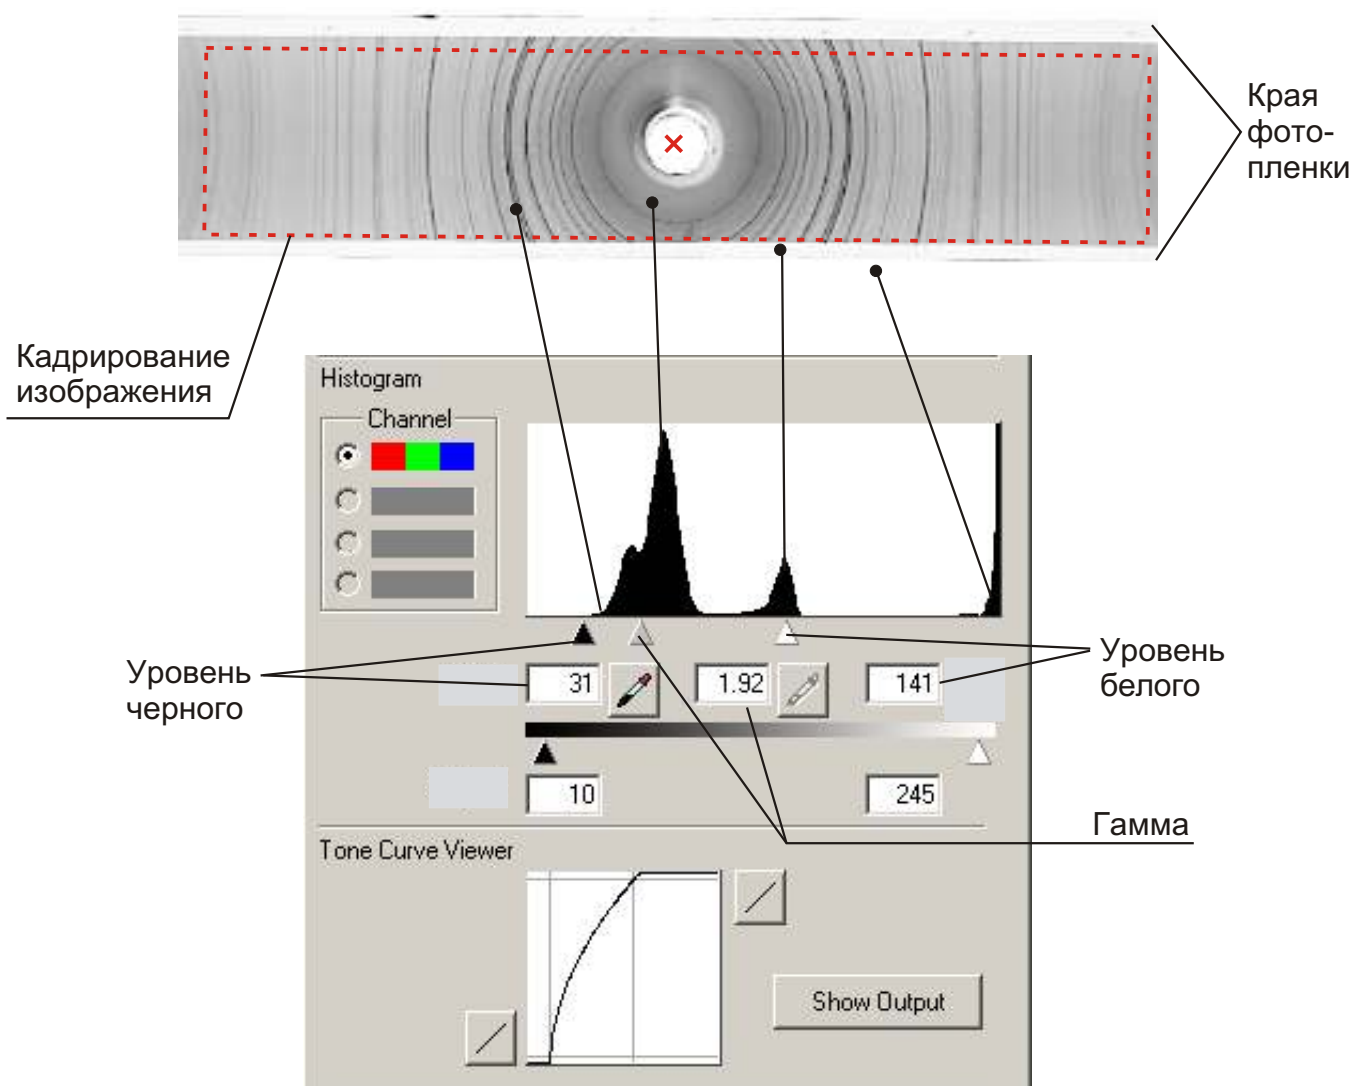 Края
фото-
пленки
Кадрирование
изображения
Histogram
Channel
Уровень
черного
31
1.92
141
Уровень
белого
10
245
Гамма
Tone Curve Viewer
Show Output